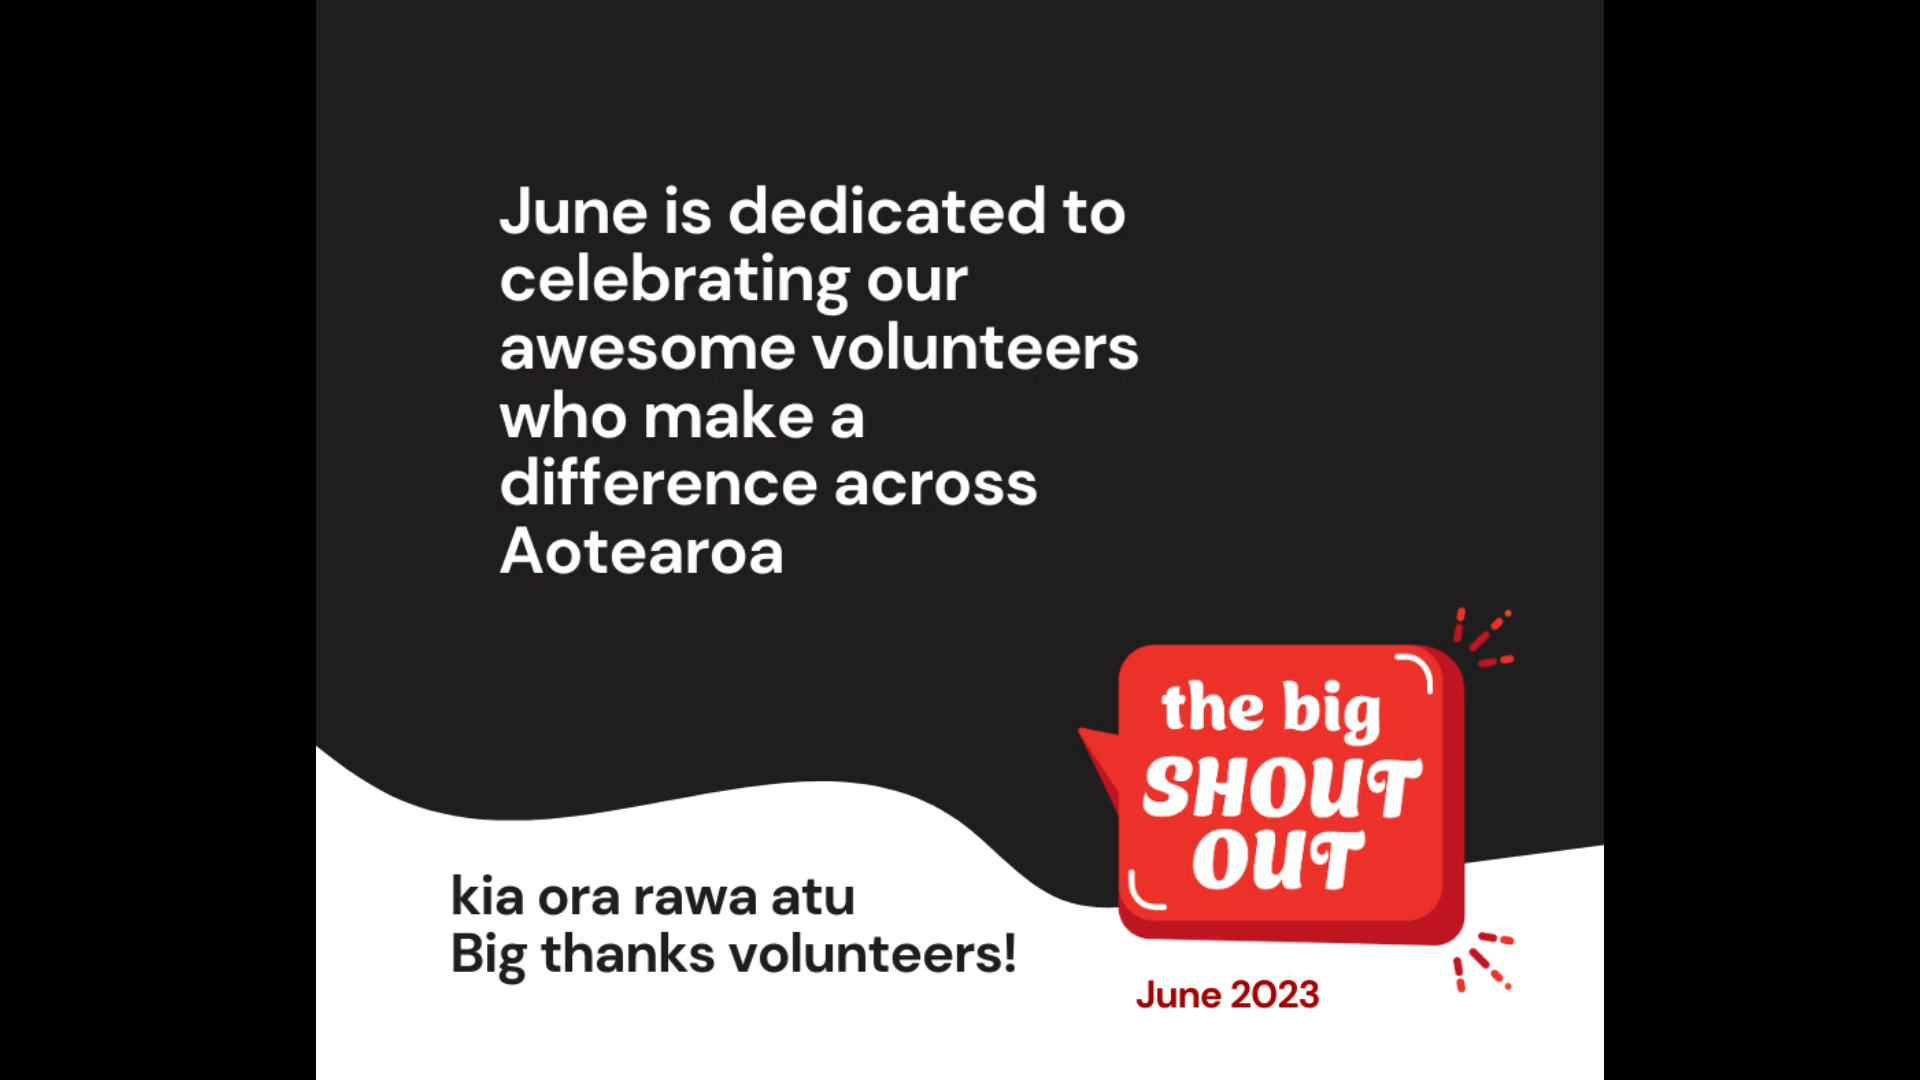 June is dedicated to
celebrating our
awesome volunteers
who make a
difference across
Aotearoa
the big
SHOUT
OUT
kia ora rawa atu
Big thanks volunteers!
June 2023